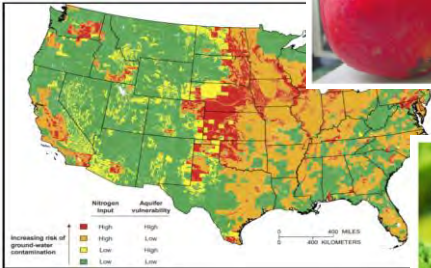 Nitrogen Input Aquifer vulnerability
Increasing risk of ground-water contamination
High High
High Low
Low High
Low Low
0 400 MILES
0 400 KILOMETERS